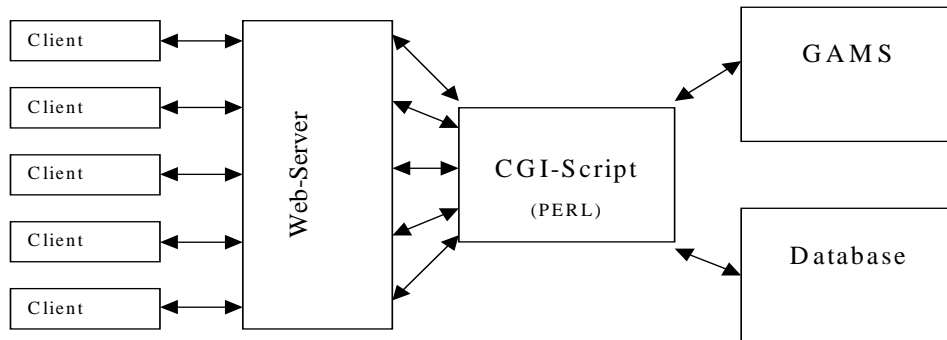 Client
Client
Client
Client
Client
Web-Server
CGI-Script
(PERL)
GAMS
Database